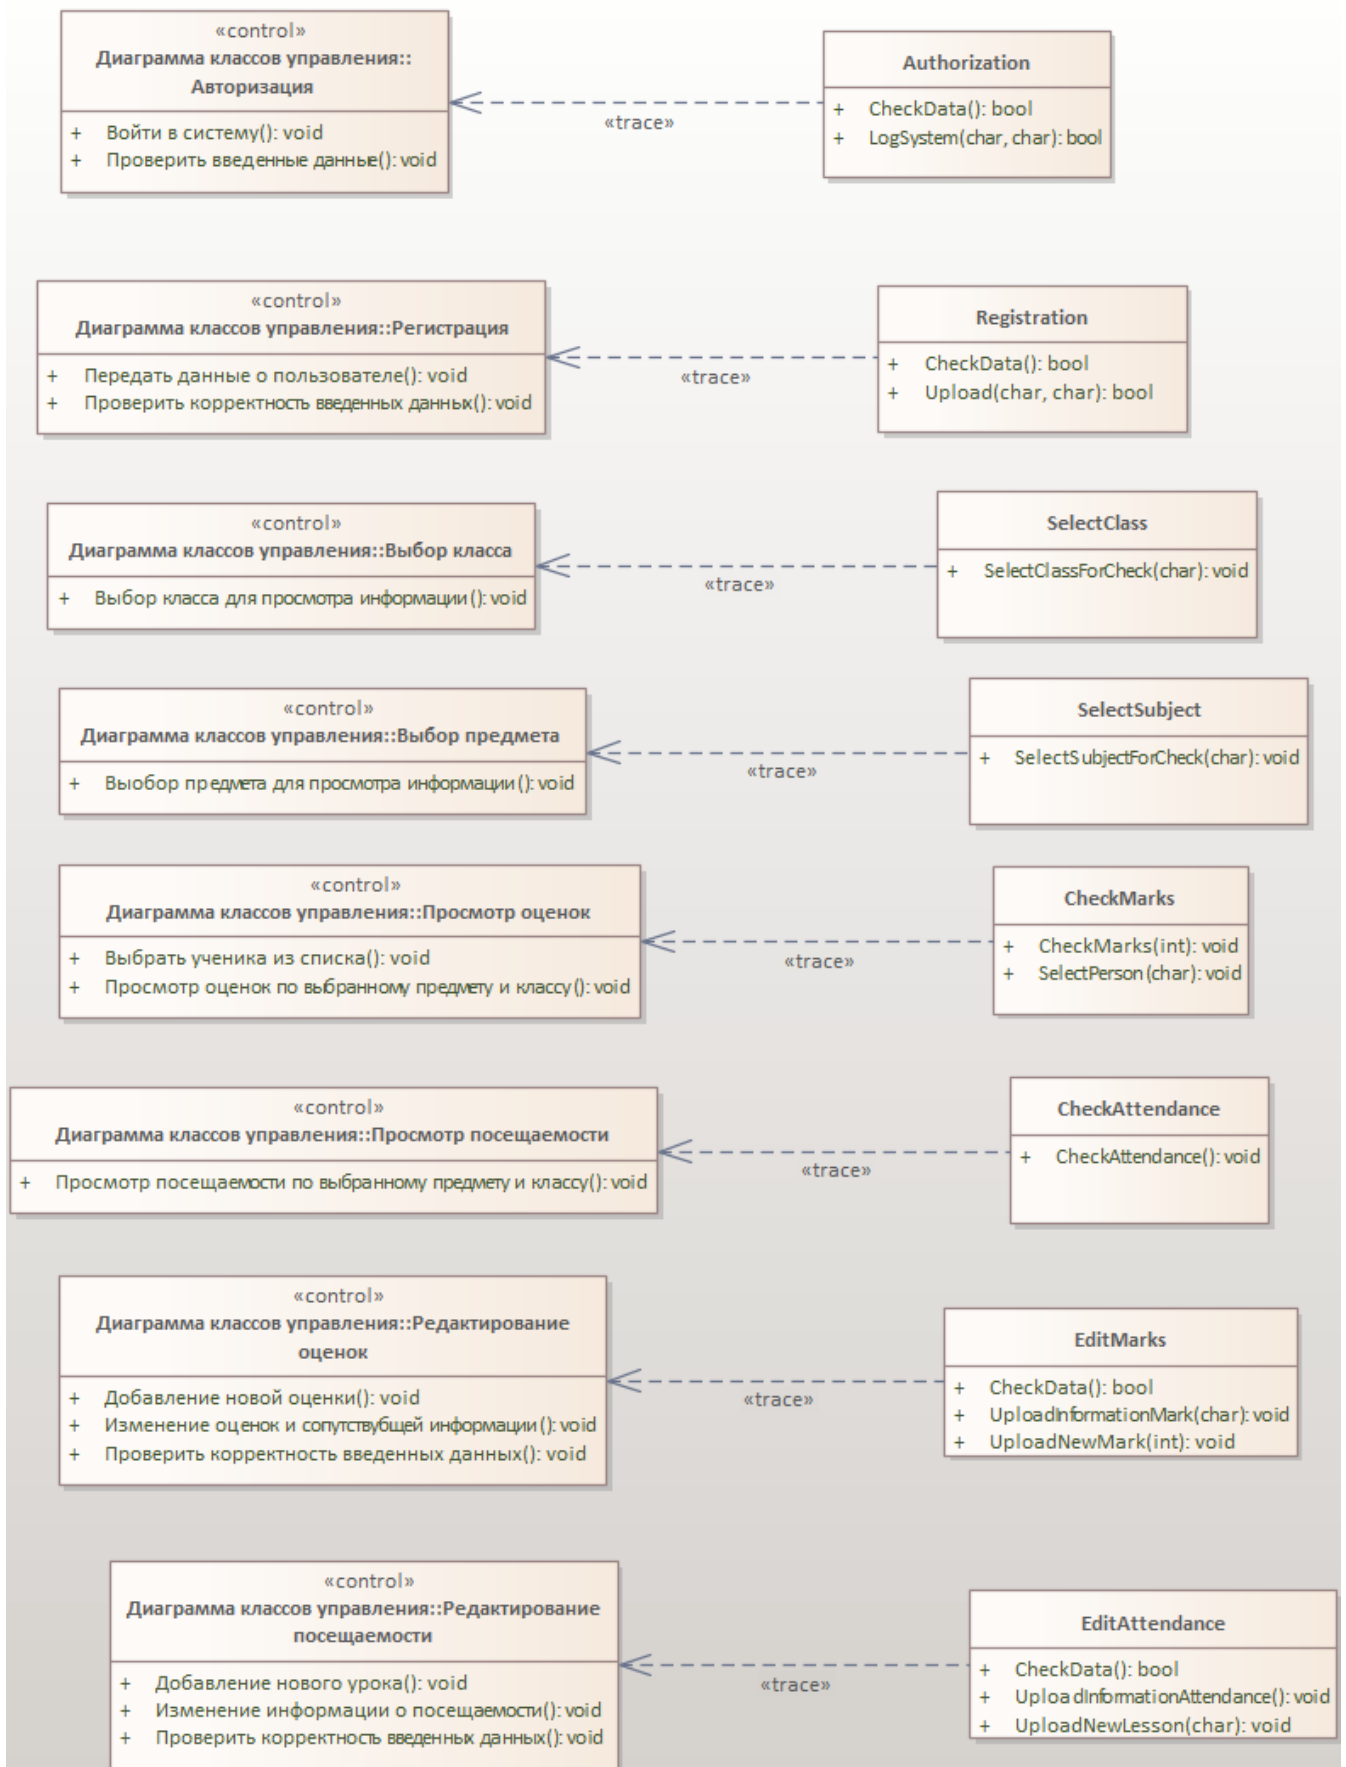 «control»
Диаграмма классов управления::
Авторизация
+ Войти в систему(): void
+ Проверить введенные данные(): void
«trace»
Authorization
+ CheckData(): bool
+ LogSystem(char, char): bool
«control»
Диаграмма классов управления::Регистрация
+ Передать данные о пользователе(): void
+ Проверить корректность введенных данных(): void
«trace»
Registration
+ CheckData(): bool
+ Upload(char, char): bool
«control»
Диаграмма классов управления::Выбор класса
+ Выбор класса для просмотра информации(): void
«trace»
SelectClass
+ SelectClassForCheck(char): void
«control»
Диаграмма классов управления::Выбор предмета
+ Выобор предмета для просмотра информации(): void
«trace»
SelectSubject
+ SelectSubjectForCheck(char): void
«control»
Диаграмма классов управления::Просмотр оценок
+ Выбрать ученика из списка(): void
+ Просмотр оценок по выбранному предмету и классу(): void
«trace»
CheckMarks
+ CheckMarks(int): void
+ SelectPerson(char): void
«control»
Диаграмма классов управления::Просмотр посещаемости
+ Просмотр посещаемости по выбранному предмету и классу(): void
«trace»
CheckAttendance
+ CheckAttendance(): void
«control»
Диаграмма классов управления::Редактирование
оценок
+ Добавление новой оценки(): void
+ Изменение оценок и сопутствубщей информации(): void
+ Проверить корректность введенных данных(): void
«trace»
EditMarks
+ CheckData(): bool
+ UploadInformationMark(char): void
+ UploadNewMark(int): void
«control»
Диаграмма классов управления::Редактирование
посещаемости
+ Добавление нового урока(): void
+ Изменение информации о посещаемости(): void
+ Проверить корректность введенных данных(): void
«trace»
EditAttendance
+ CheckData(): bool
+ UploadInformationAttendance(): void
+ UploadNewLesson(char): void